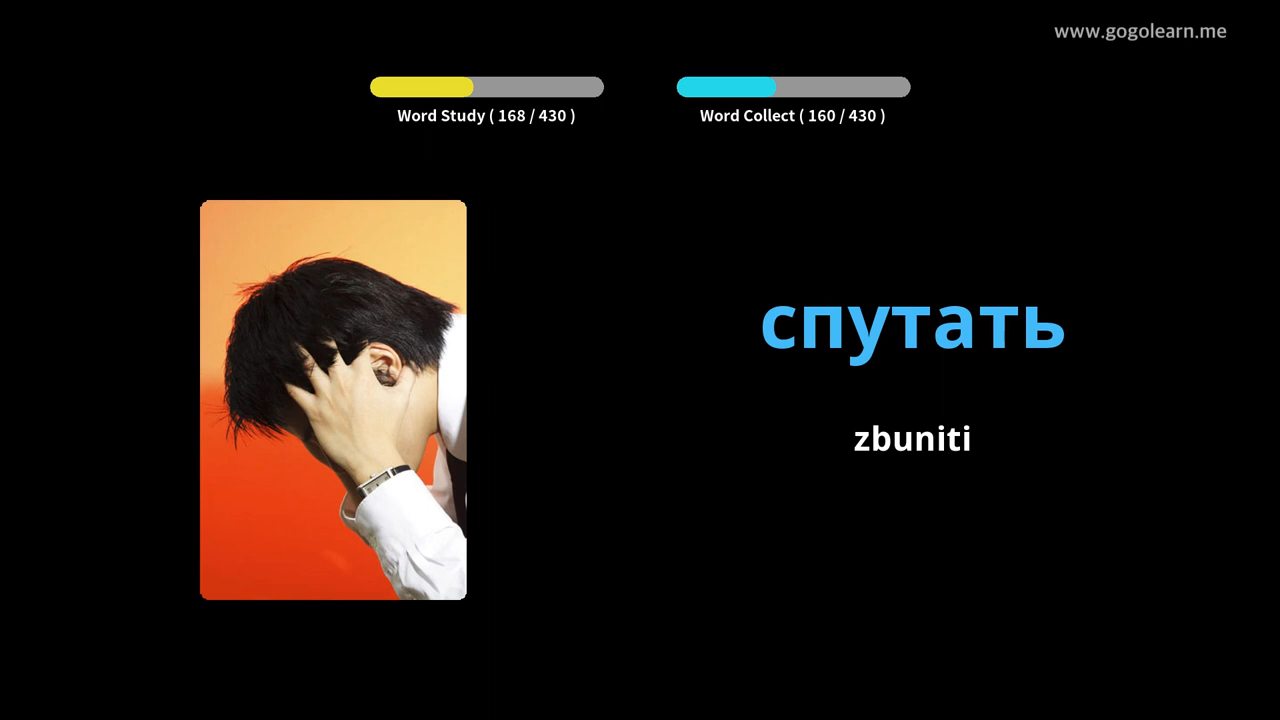 www.gogolearn.me
Word Study ( 168 / 430 )
Word Collect ( 160 / 430 )
спутать
zbuniti